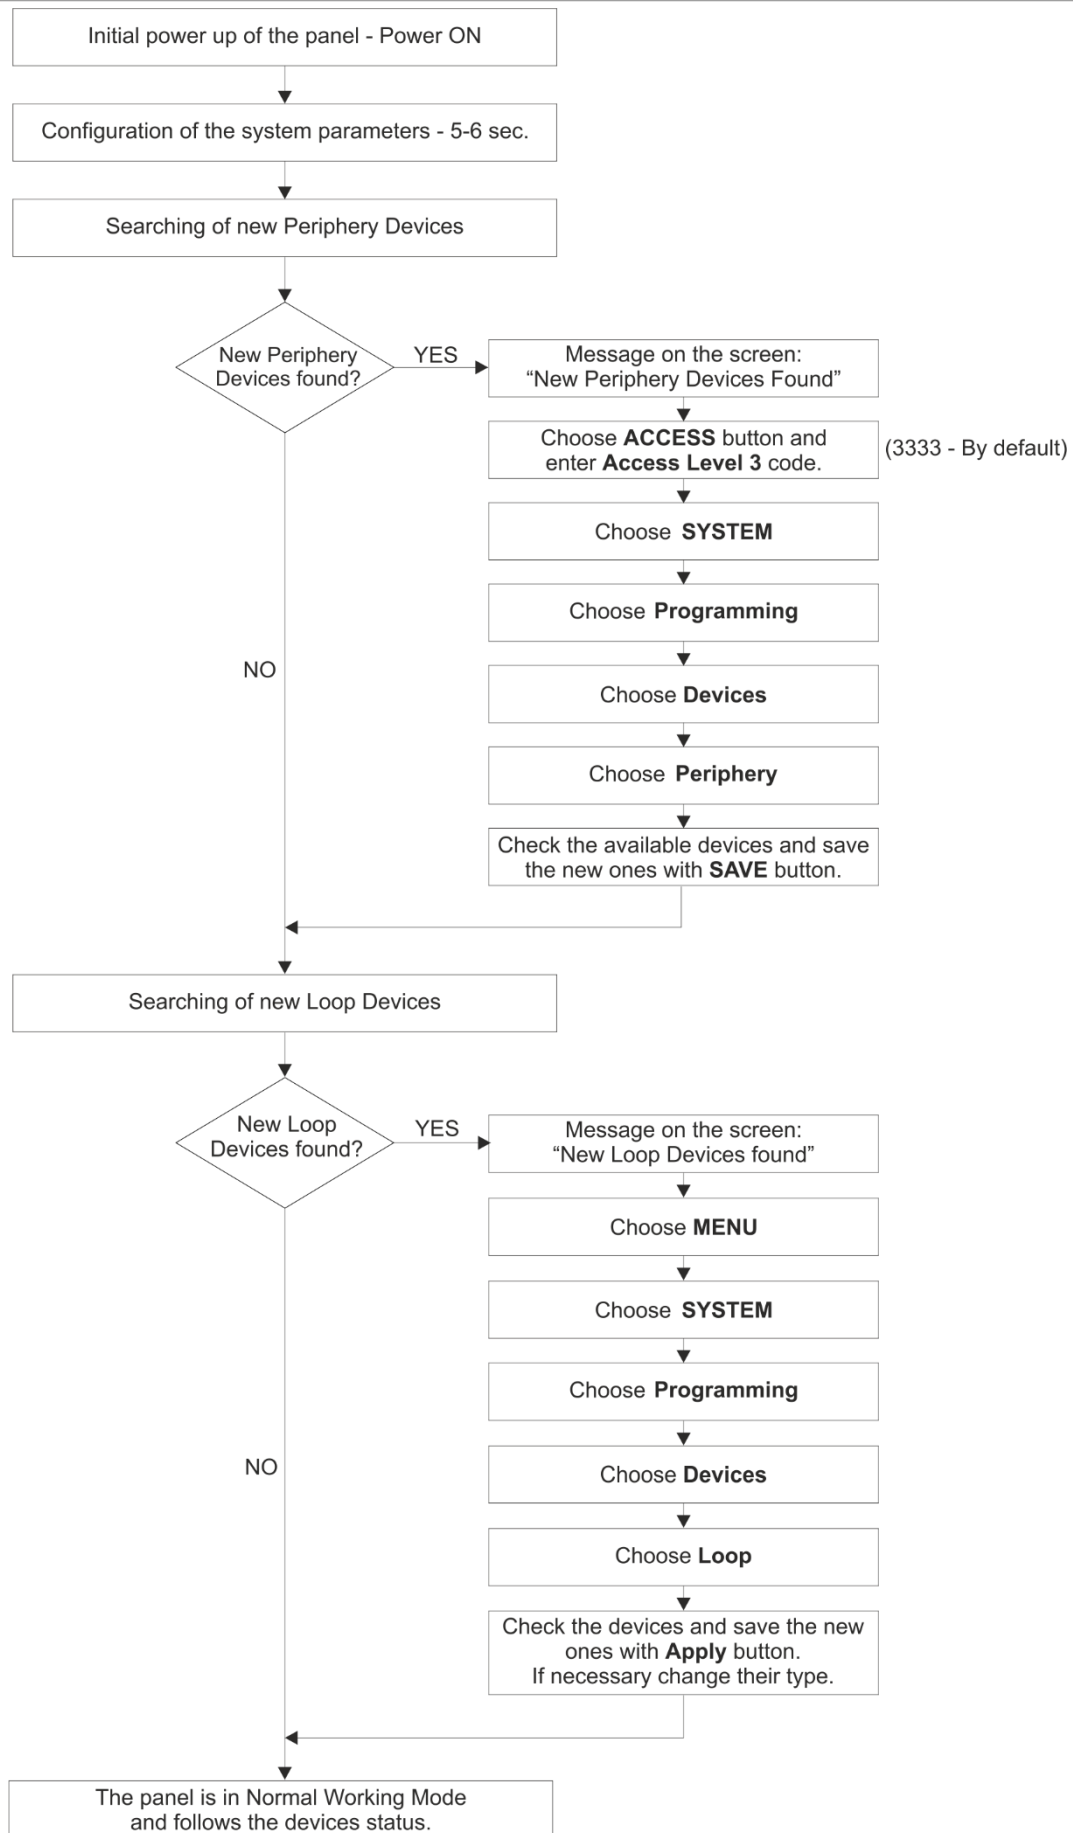 Initial power up of the panel - Power ON
Configuration of the system parameters - 5-6 sec.
Searching of new Periphery Devices
New Periphery
Devices found?
YES
Message on the screen:
“New Periphery Devices Found”
Choose ACCESS button and
enter Access Level 3 code.
(3333 - By default)
Choose SYSTEM
Choose Programming
NO
Choose Devices
Choose Periphery
Check the available devices and save
the new ones with SAVE button.
Searching of new Loop Devices
New Loop
Devices found?
YES
Message on the screen:
“New Loop Devices found”
Choose MENU
Choose SYSTEM
Choose Programming
NO
Choose Devices
Choose Loop
Check the devices and save the new
ones with Apply button.
If necessary change their type.
The panel is in Normal Working Mode
and follows the devices status.